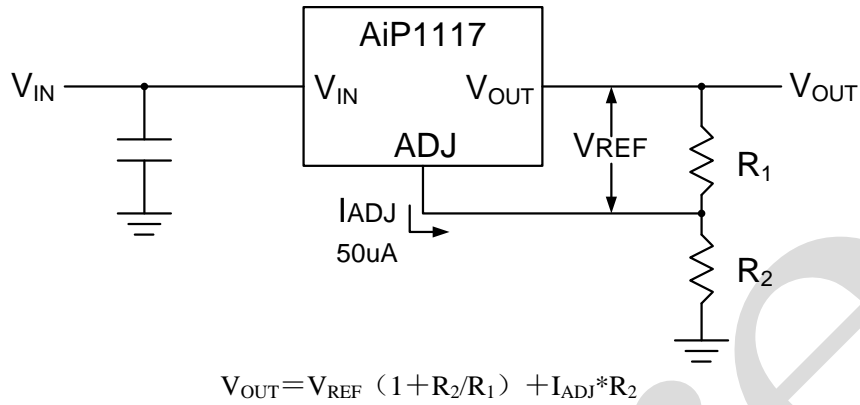 AiP1117
VIN
VIN
VOUT
VOUT
ADJ
VREF
R1
IADJ
50uA
R2
VOUT=VREF（1+R2/R1）+IADJ*R2